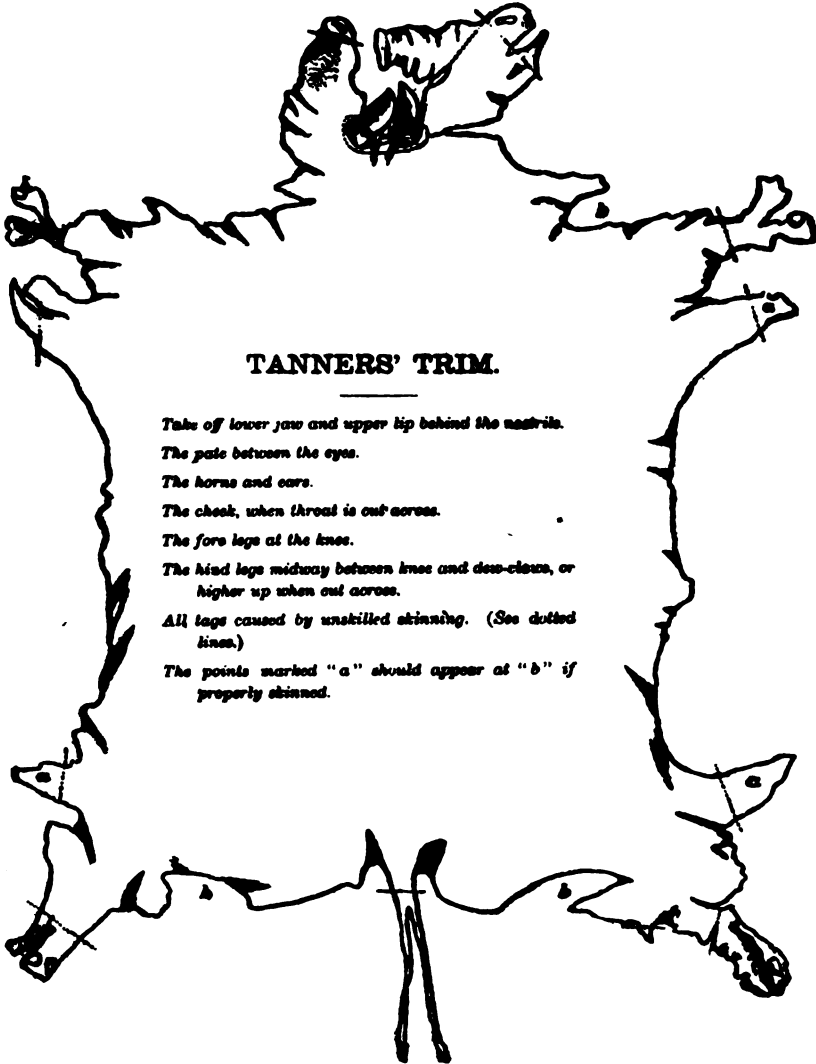 b
a
TANNERS' TRIM.
Take off lower jaw and upper lip behind the nostrils.
The pate between the eyes.
The horns and ears.
The cheek, when throat is cut across.
The fore legs at the knee.
The hind legs midway between knee and dew-claws, or
higher up when cut across.
All tags caused by unskilled skinning. (See dotted
lines.)
The points marked "a" should appear at "b" if
properly skinned.
a
a
b
b